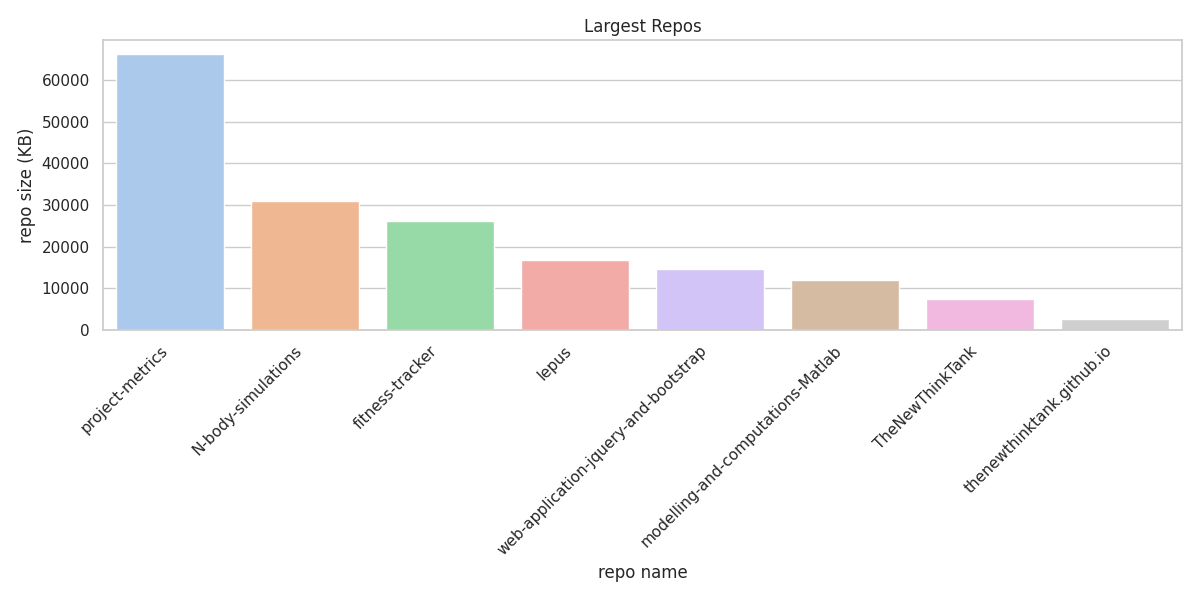 Largest Repos
repo size (KB)
60000
50000
40000
30000
20000
10000
0
project-metrics
N-body-simulations
fitness-tracker
lepus
web-application-jquery-and-bootstrap
modelling-and-computations-Matlab
TheNewThinkTank
thenewthinktank.github.io
repo name